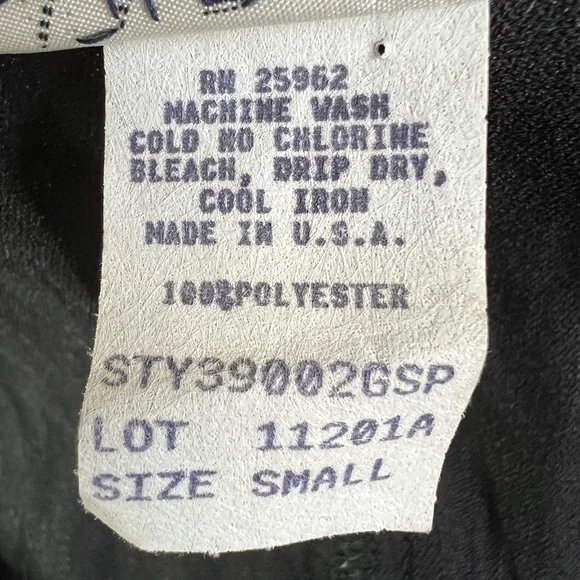 RN 25962
MACHINE WASH
COLD NO CHLORINE
BLEACH, DRIP DRY,
COOL IRON
MADE IN U.S.A.
100%POLYESTER
STY39002GSP
LOT 11201A
SIZE SMALL